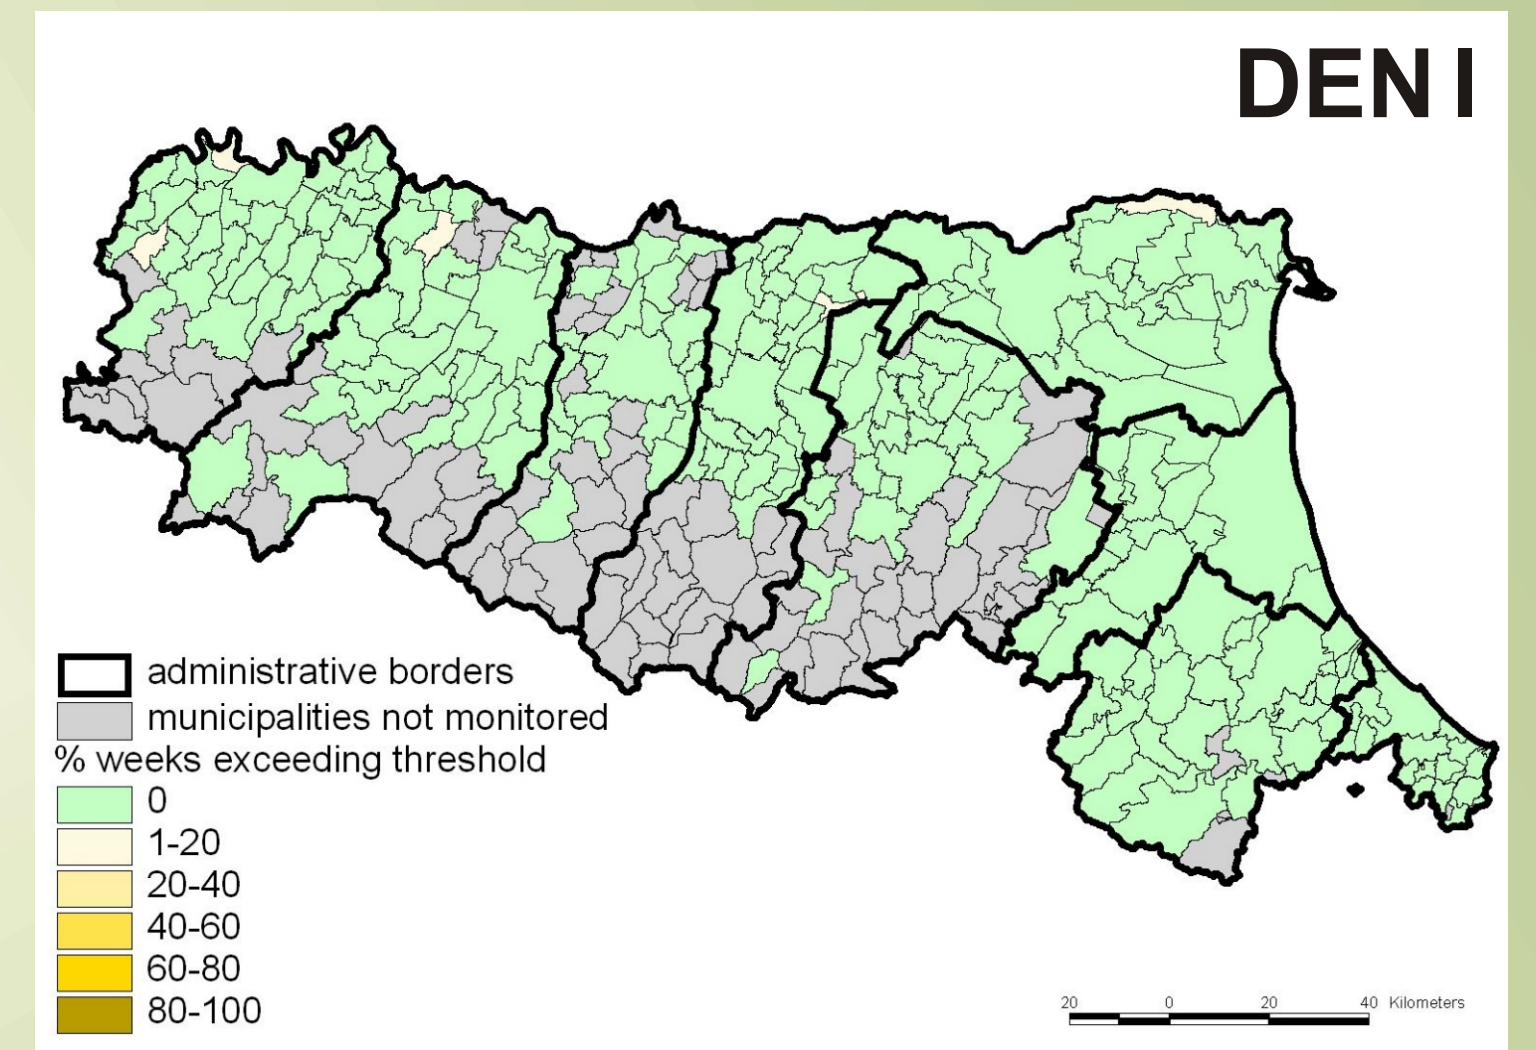 DEN I
administrative borders
municipalities not monitored
% weeks exceeding threshold
0
1-20
20-40
40-60
60-80
80-100
20 0 20 40 Kilometers